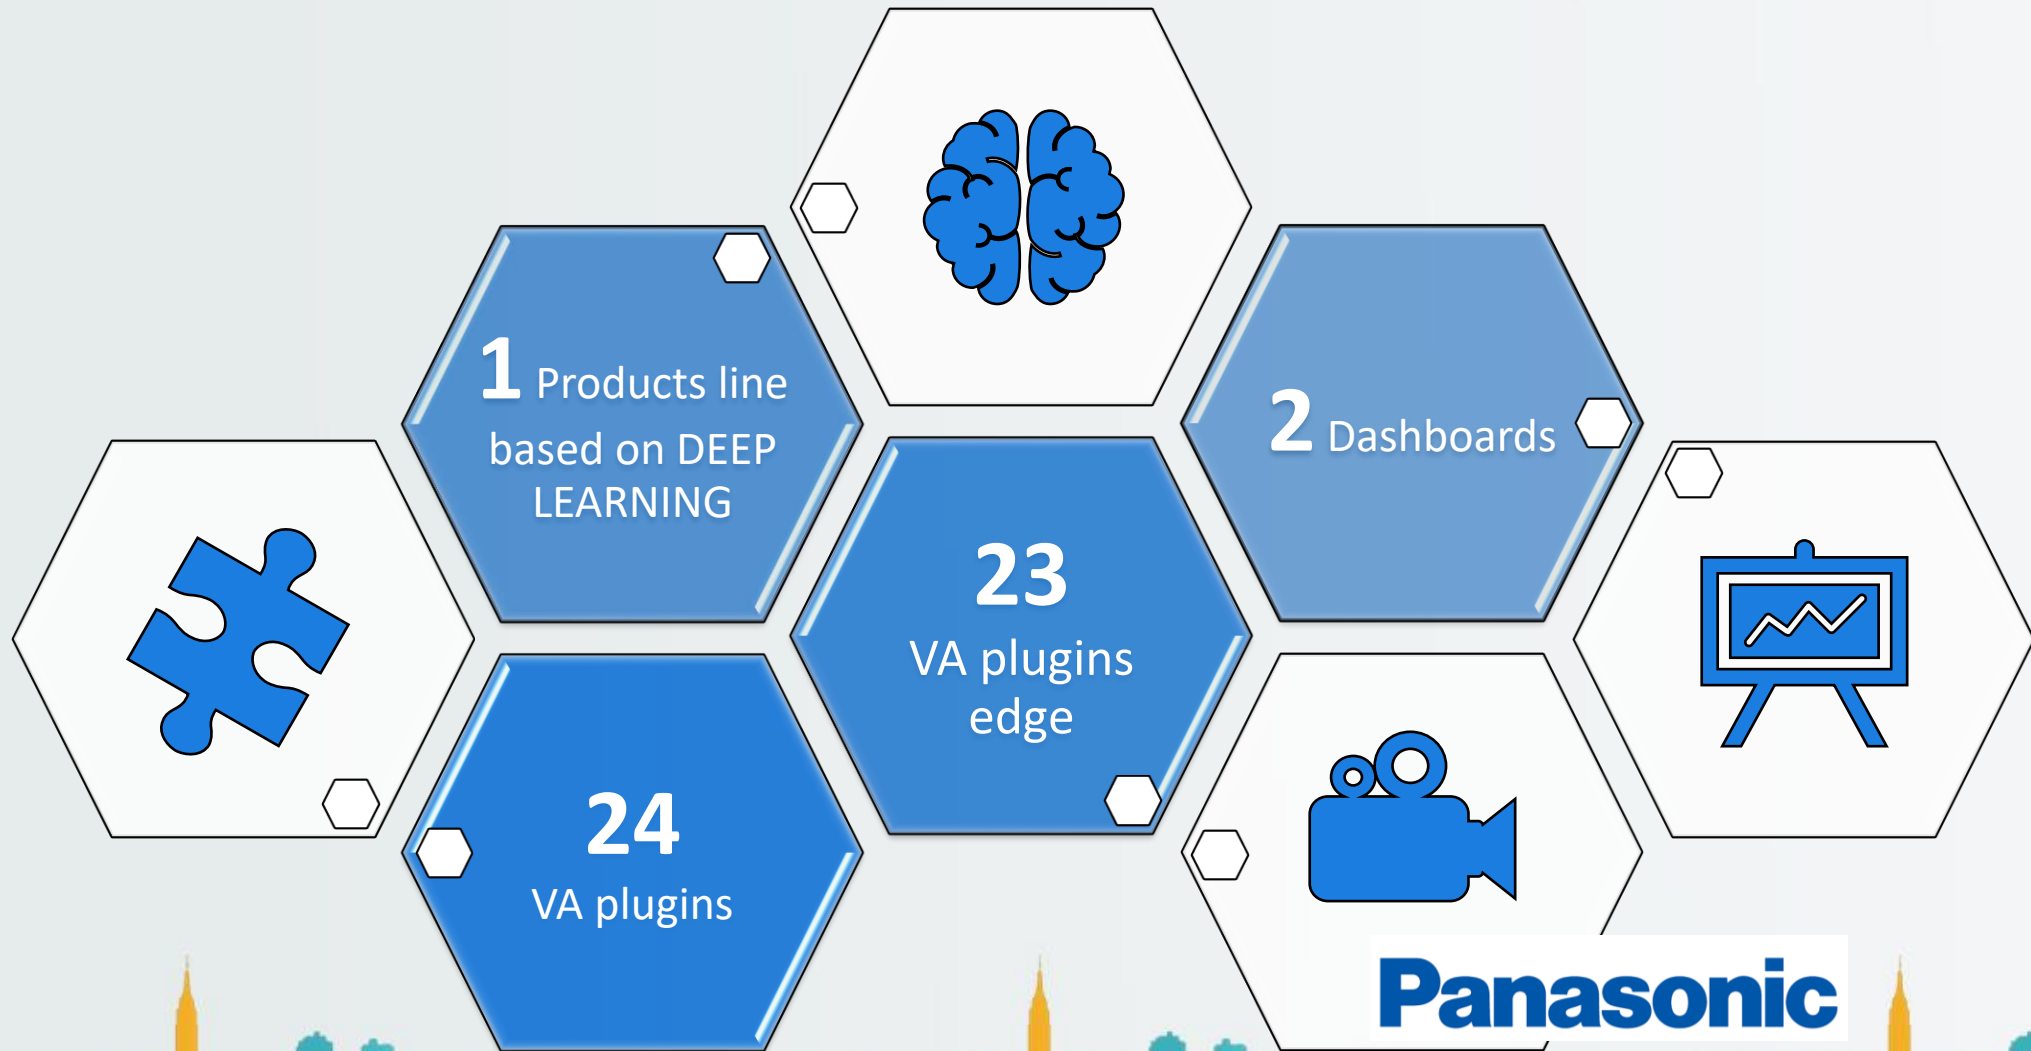 1 Products line
based on DEEP
LEARNING
2 Dashboards
23
VA plugins
edge
24
VA plugins
Panasonic